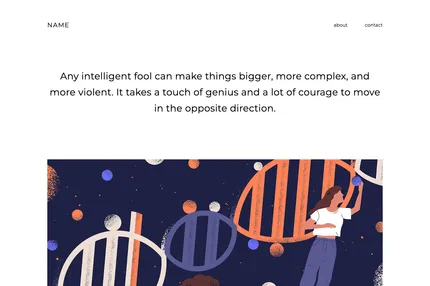 NAME
about
contact
Any intelligent fool can make things bigger, more complex, and
more violent. It takes a touch of genius and a lot of courage to move
in the opposite direction.